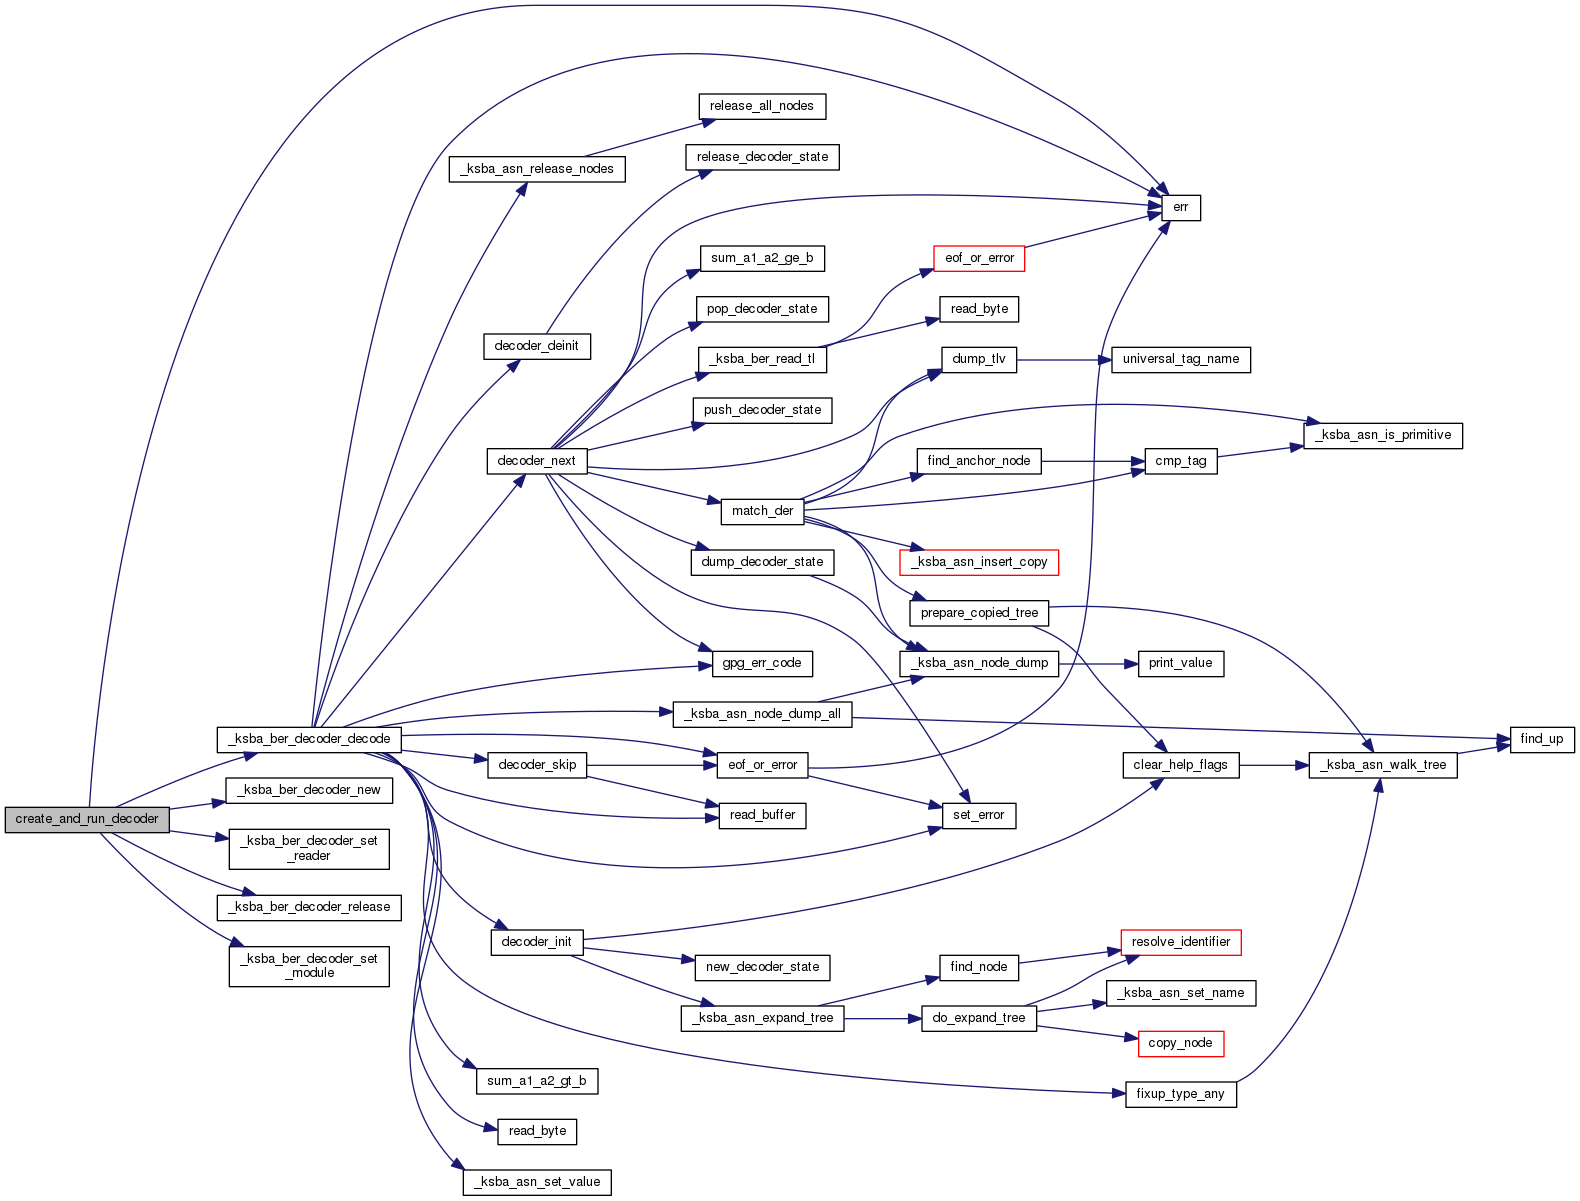 release_all_nodes
release_decoder_state
_ksba_asn_release_nodes
err
sum_a1_a2_ge_b
eof_or_error
pop_decoder_state
read_byte
decoder_deinit
_ksba_ber_read_tl
dump_tlv
universal_tag_name
push_decoder_state
_ksba_asn_is_primitive
decoder_next
find_anchor_node
cmp_tag
match_der
dump_decoder_state
_ksba_asn_insert_copy
prepare_copied_tree
gpg_err_code
_ksba_asn_node_dump
print_value
_ksba_asn_node_dump_all
_ksba_ber_decoder_decode
find_up
decoder_skip
eof_or_error
clear_help_flags
_ksba_asn_walk_tree
_ksba_ber_decoder_new
create_and_run_decoder
read_buffer
set_error
_ksba_ber_decoder_set
_reader
_ksba_ber_decoder_release
decoder_init
resolve_identifier
_ksba_ber_decoder_set
_module
new_decoder_state
find_node
_ksba_asn_set_name
_ksba_asn_expand_tree
do_expand_tree
copy_node
sum_a1_a2_gt_b
fixup_type_any
read_byte
_ksba_asn_set_value